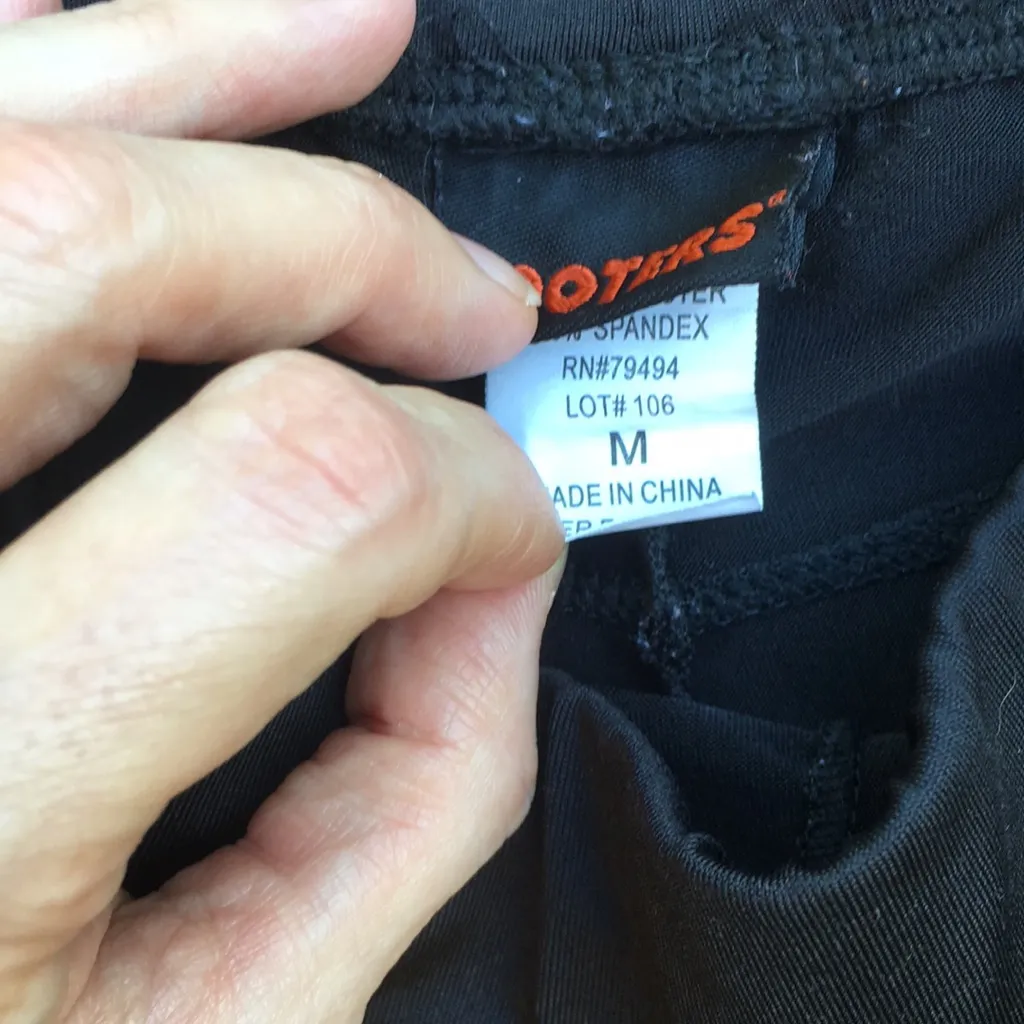 OOTERS
% SPANDEX
RN#79494
LOT# 106
M
ADE IN CHINA